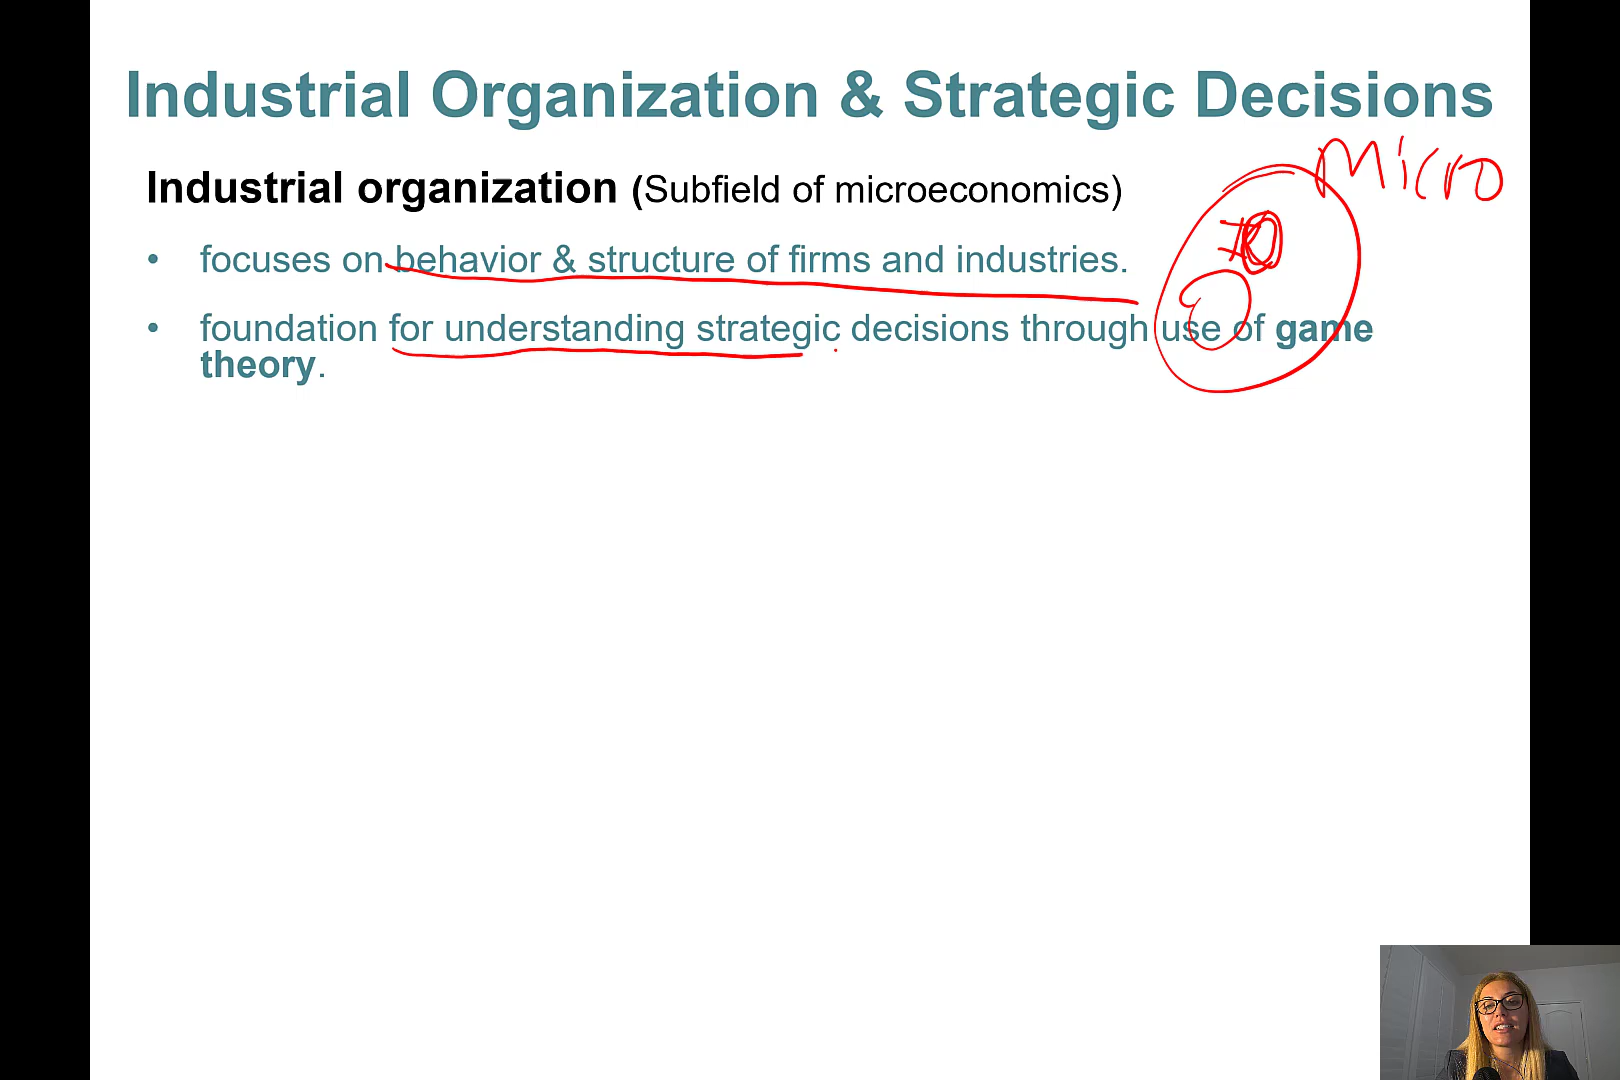 Industrial Organization & Strategic Decisions
Micro
Industrial organization (Subfield of microeconomics)
IO
• focuses on behavior & structure of firms and industries.
• foundation for understanding strategic decisions through use of game
theory.